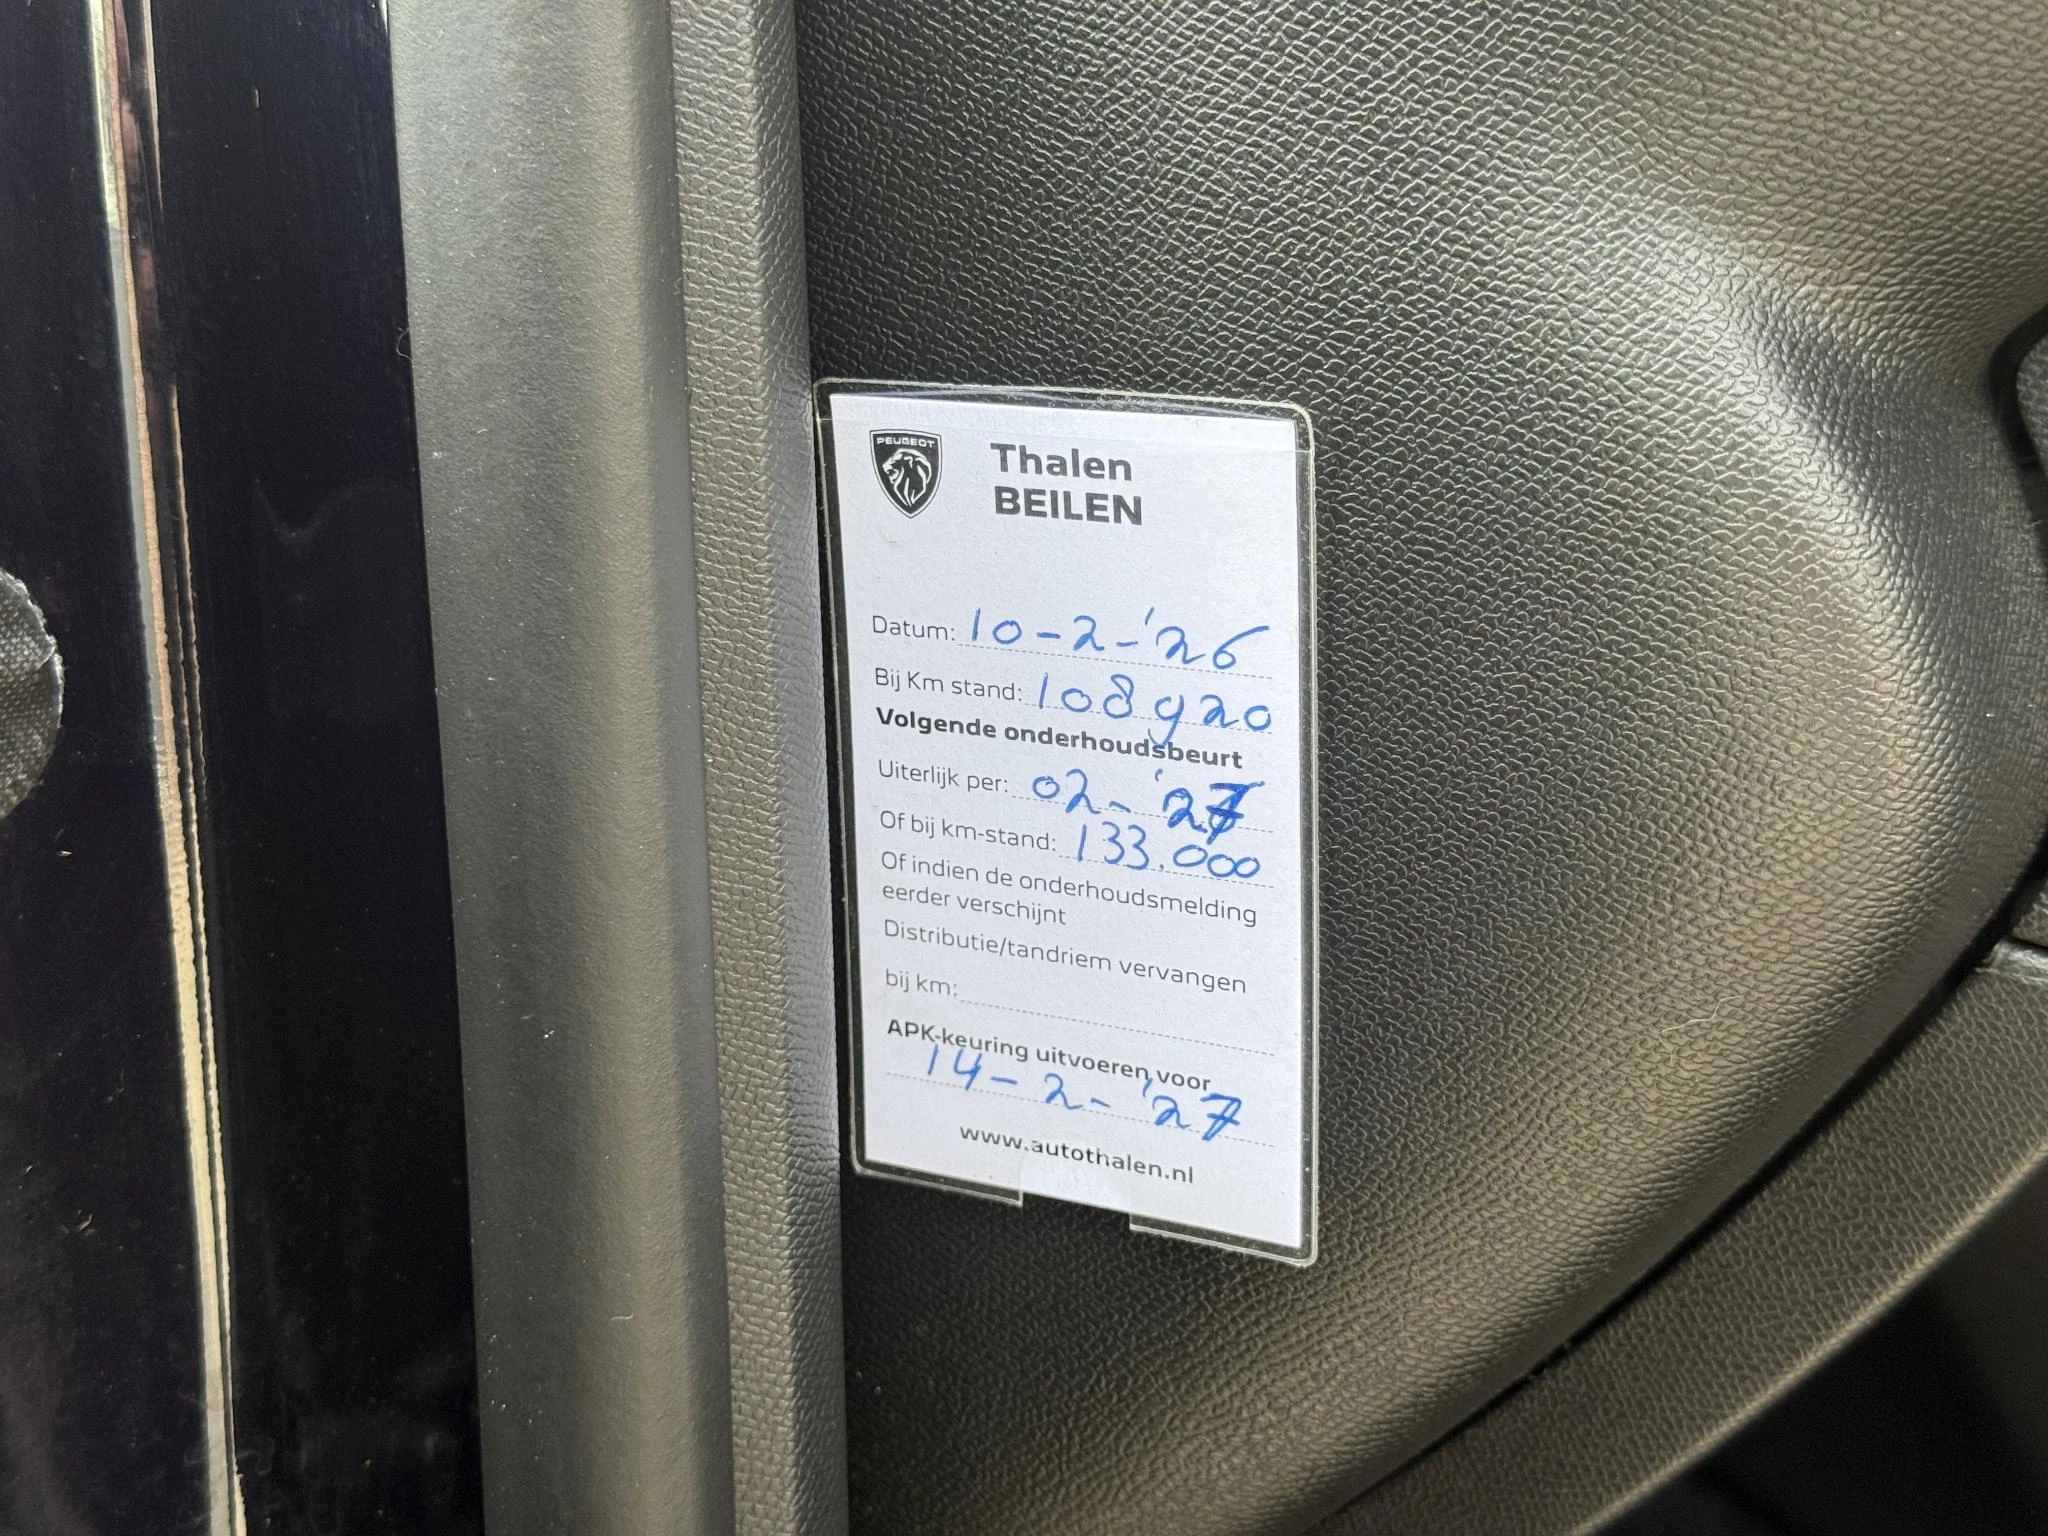 PEUGEOT
Thalen
BEILEN
Datum: 10-2-'26
Bij Km stand: 108920
Volgende onderhoudsbeurt
Uiterlijk per: 02-'27
Of bij km-stand: 133.000
Of indien de onderhoudsmelding
eerder verschijnt
Distributie/tandriem vervangen
bij km:
APK-keuring uitvoeren voor
14-2-'27
www.autothalen.nl